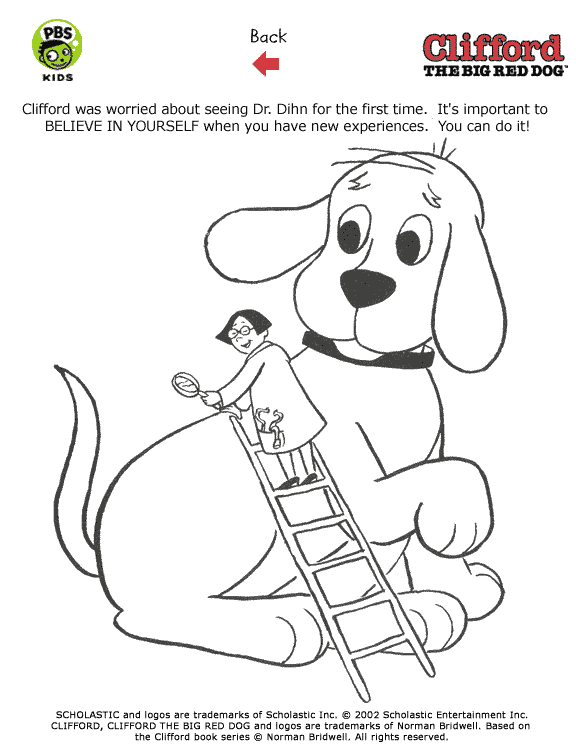 PBS
KIDS
Back
Clifford
THE BIG RED DOG™
Clifford was worried about seeing Dr. Dihn for the first time. It's important to
BELIEVE IN YOURSELF when you have new experiences. You can do it!
SCHOLASTIC and logos are trademarks of Scholastic Inc. © 2002 Scholastic Entertainment Inc.
CLIFFORD, CLIFFORD THE BIG RED DOG and logos are trademarks of Norman Bridwell. Based on
the Clifford book series © Norman Bridwell. All rights reserved.